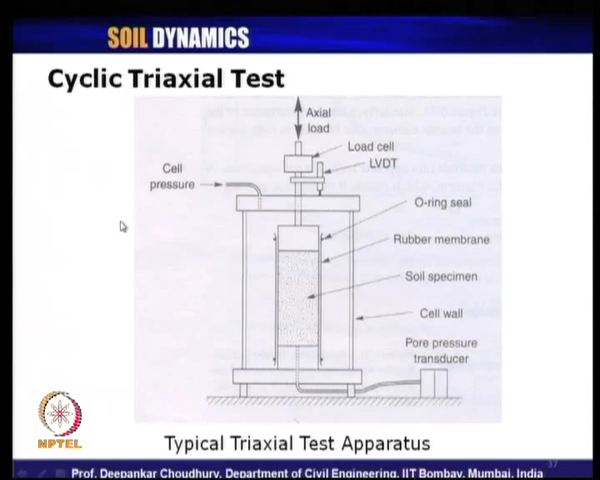 SOIL DYNAMICS
Cyclic Triaxial Test
Axial
load
Load cell
LVDT
Cell
pressure
O-ring seal
Rubber membrane
Soil specimen
Cell wall
Pore pressure
transducer
NPTEL
Typical Triaxial Test Apparatus
37
Prof. Deepankar Choudhury, Department of Civil Engineering, IIT Bombay, Mumbai, India